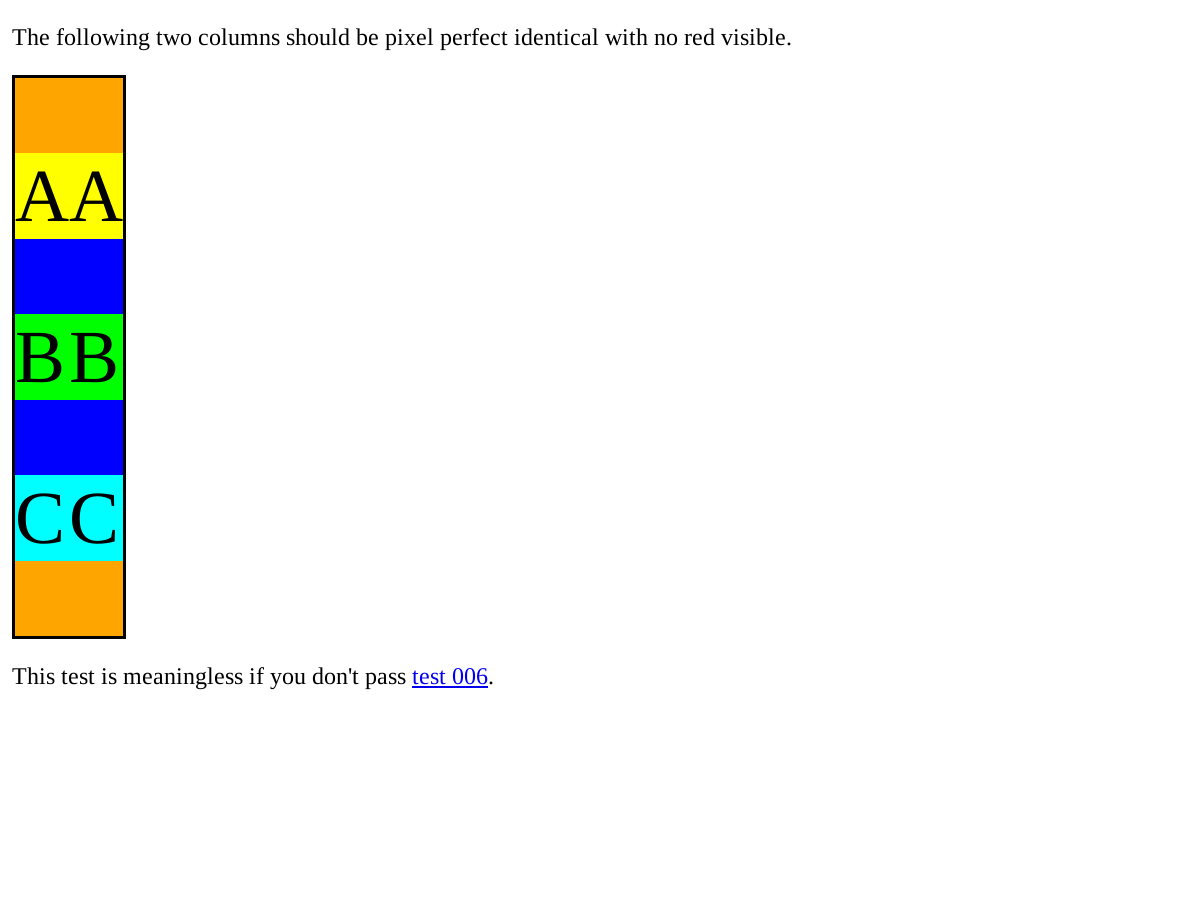 The following two columns should be pixel perfect identical with no red visible.
AA
BB
CC
This test is meaningless if you don't pass test 006.